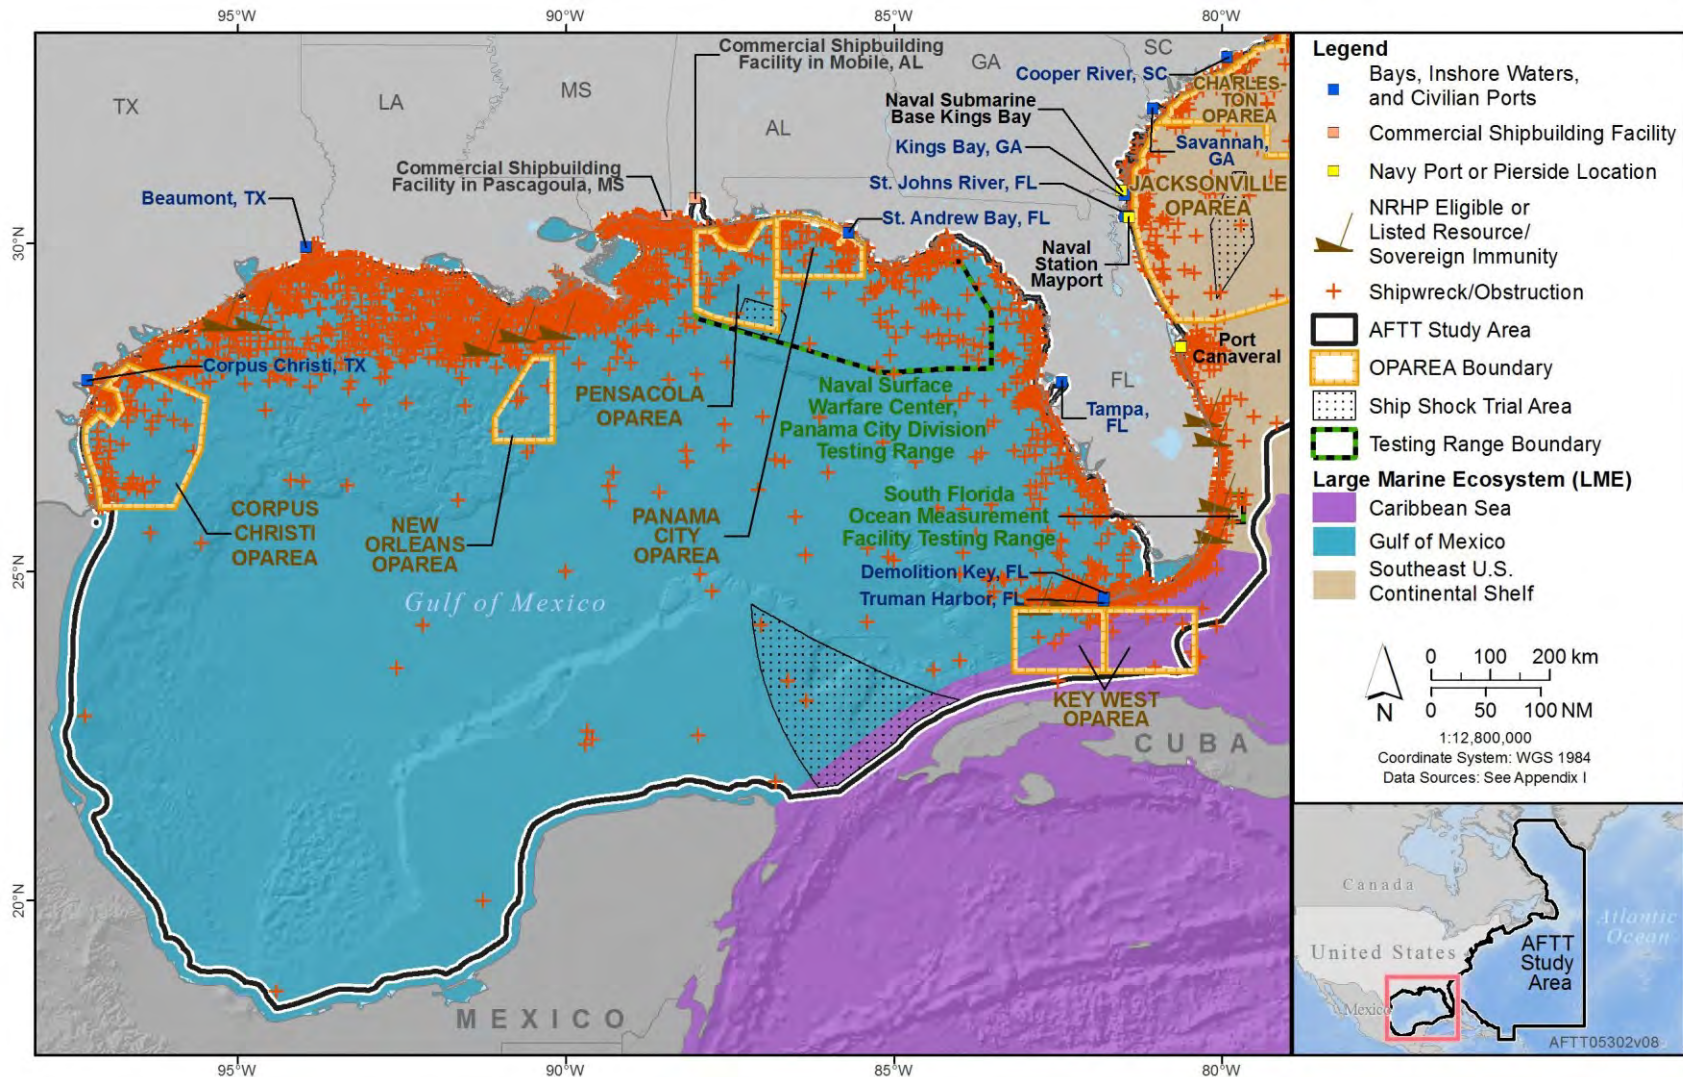 95°W
90°W
85°W
80°W
Commercial Shipbuilding
Facility in Mobile, AL
SC
GA
Cooper River, SC
CHARLES-
TON
OPAREA
TX
LA
MS
AL
Naval Submarine
Base Kings Bay
Kings Bay, GA
Savannah,
GA
Commercial Shipbuilding
Facility in Pascagoula, MS
St. Johns River, FL
JACKSONVILLE
OPAREA
Beaumont, TX
St. Andrew Bay, FL
30°N
Naval
Station
Mayport
Port
Canaveral
Corpus Christi, TX
FL
PENSACOLA
OPAREA
Naval Surface
Warfare Center,
Panama City Division
Testing Range
Tampa,
FL
CORPUS
CHRISTI
OPAREA
NEW
ORLEANS
OPAREA
PANAMA
CITY
OPAREA
South Florida
Ocean Measurement
Facility Testing Range
25°N
Demolition Key, FL
Truman Harbor, FL
Gulf of Mexico
KEY WEST
OPAREA
CUBA
20°N
MEXICO
95°W
90°W
85°W
80°W
Legend
Bays, Inshore Waters,
and Civilian Ports
Commercial Shipbuilding Facility
Navy Port or Pierside Location
NRHP Eligible or
Listed Resource/
Sovereign Immunity
Shipwreck/Obstruction
AFTT Study Area
OPAREA Boundary
Ship Shock Trial Area
Testing Range Boundary
Large Marine Ecosystem (LME)
Caribbean Sea
Gulf of Mexico
Southeast U.S.
Continental Shelf
N
0 100 200 km
0 50 100 NM
1:12,800,000
Coordinate System: WGS 1984
Data Sources: See Appendix I
Canada
United States
Mexico
Atlantic
Ocean
AFTT
Study
Area
AFTT05302v08